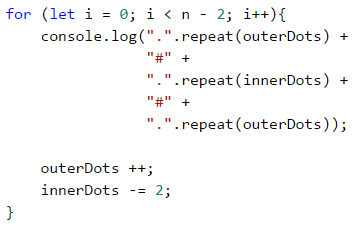 for (let i = 0; i < n - 2; i++){
    console.log(".".repeat(outerDots) +
                "#" +
                ".".repeat(innerDots) +
                "#" +
                ".".repeat(outerDots));

    outerDots ++;
    innerDots -= 2;
}